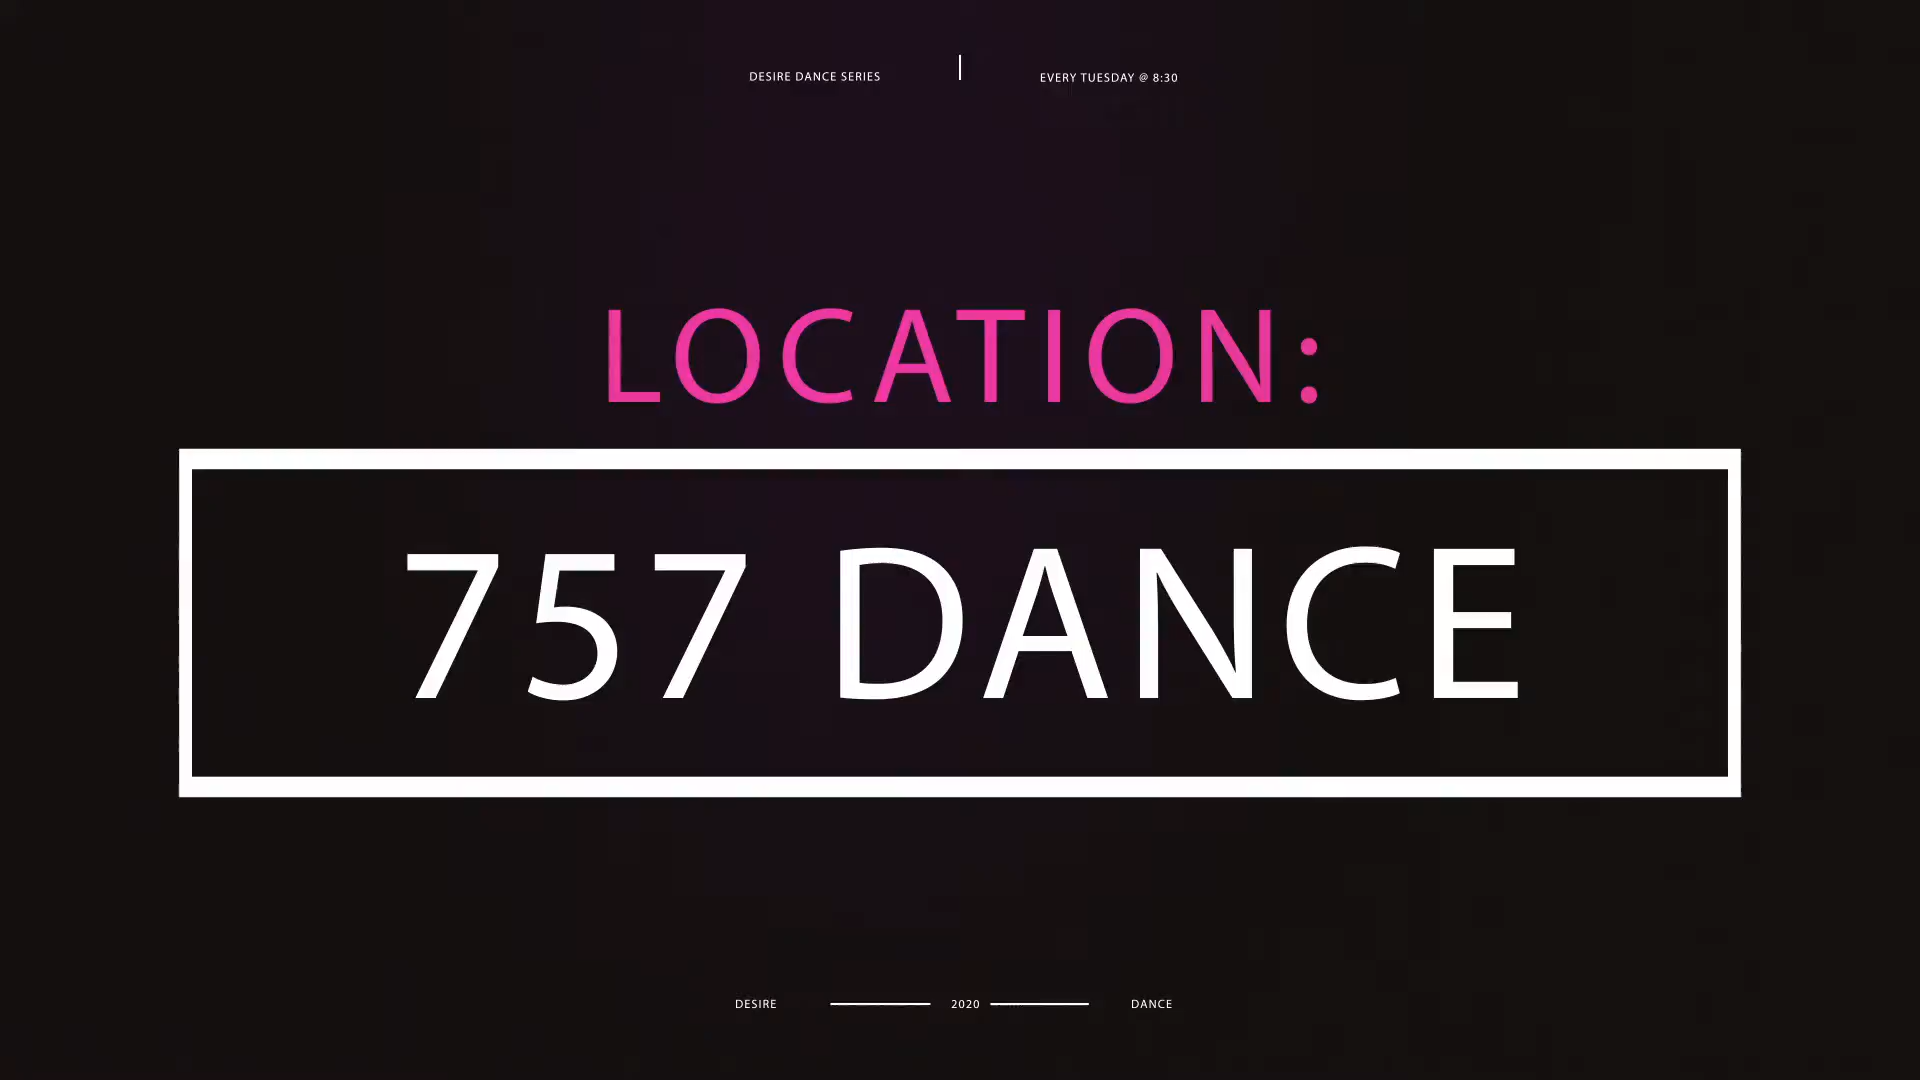 DESIRE DANCE SERIES
EVERY TUESDAY @ 8:30
LOCATION:
757 DANCE
DESIRE 2020 DANCE